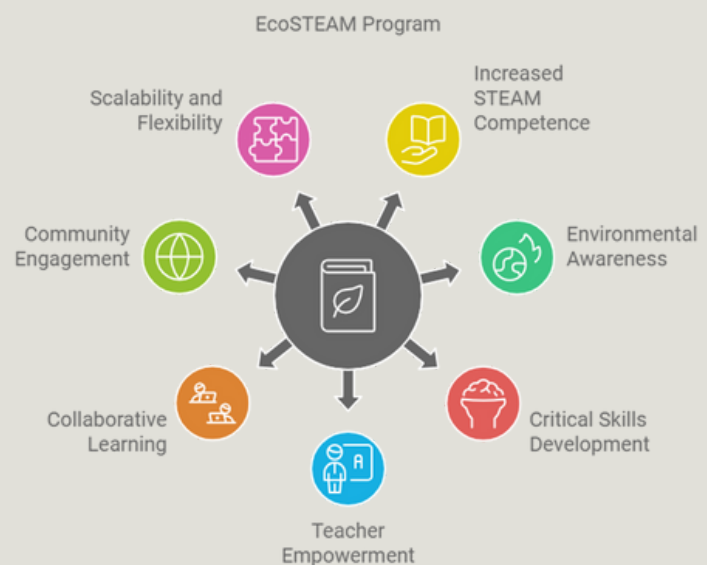 EcoSTEAM Program
Increased
STEAM
Competence
Environmental
Awareness
Critical Skills
Development
Teacher
Empowerment
A
Collaborative
Learning
Community
Engagement
Scalability and
Flexibility